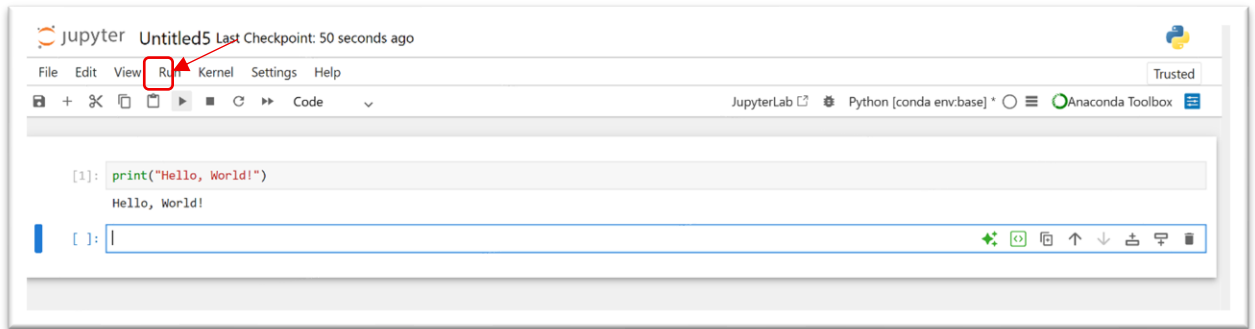 jupyter Untitled5 Last Checkpoint: 50 seconds ago
File Edit View Run Kernel Settings Help
Trusted
Code
JupyterLab Python [conda env:base] * Anaconda Toolbox
[1]: print("Hello, World!")
Hello, World!
[ ]: